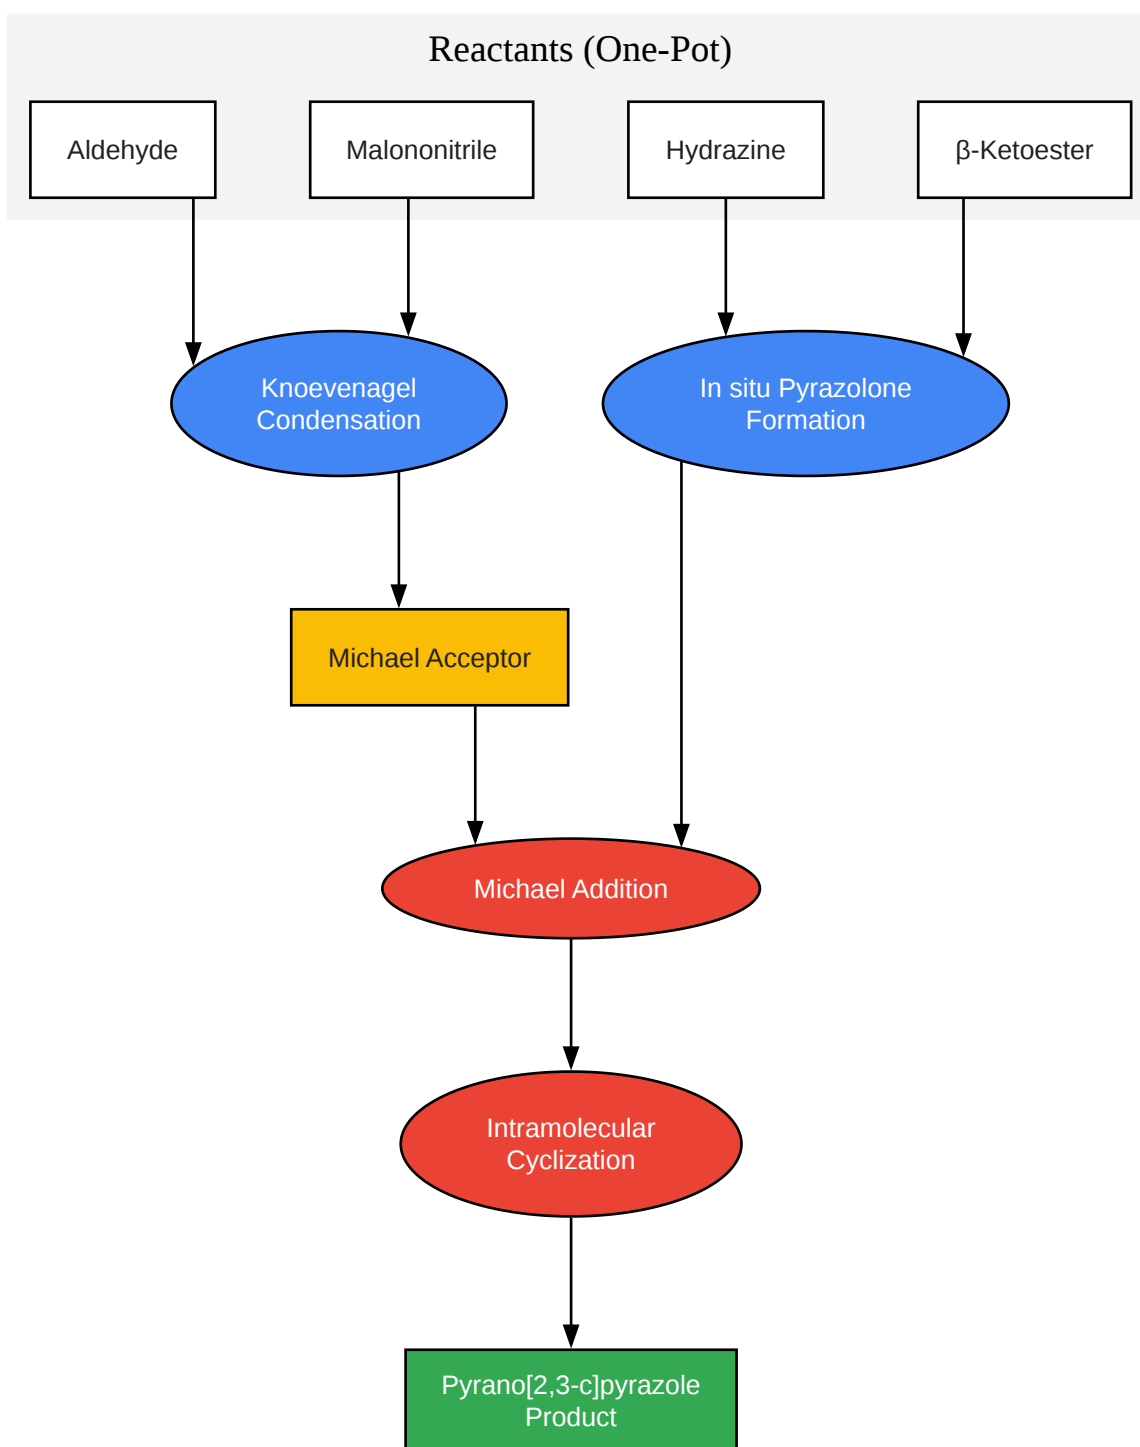 Reactants (One-Pot)
Aldehyde
Malononitrile
Hydrazine
β-Ketoester
Knoevenagel
Condensation
In situ Pyrazolone
Formation
Michael Acceptor
Michael Addition
Intramolecular
Cyclization
Pyrano[2,3-c]pyrazole
Product